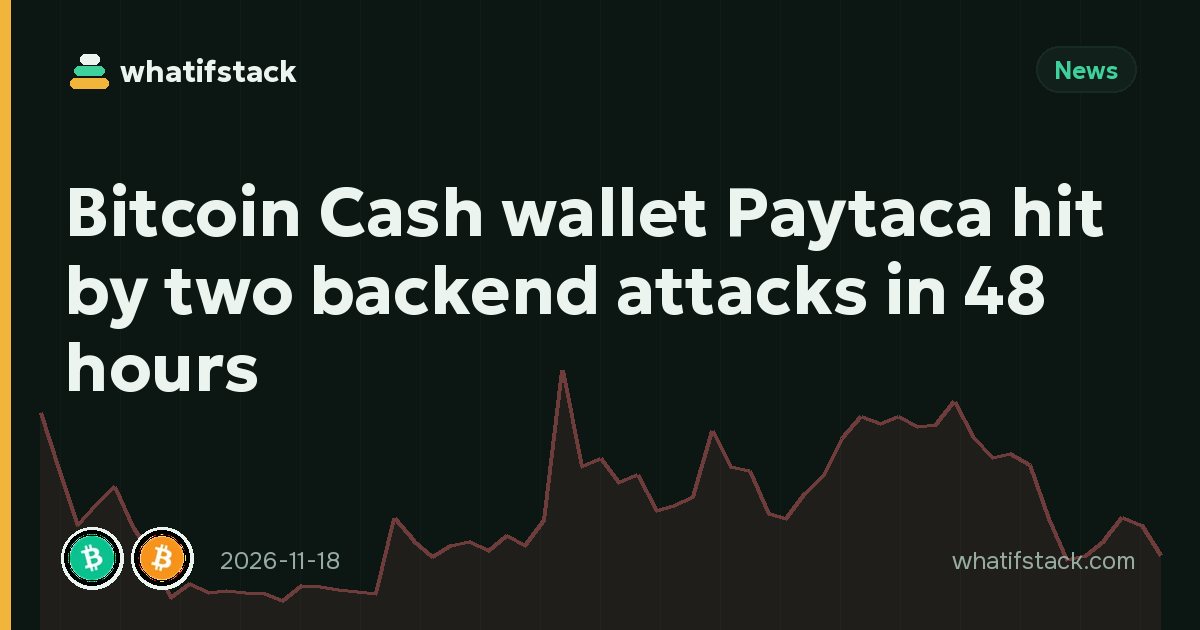 whatifstack
News
Bitcoin Cash wallet Paytaca hit
by two backend attacks in 48
hours
2026-11-18
whatifstack.com